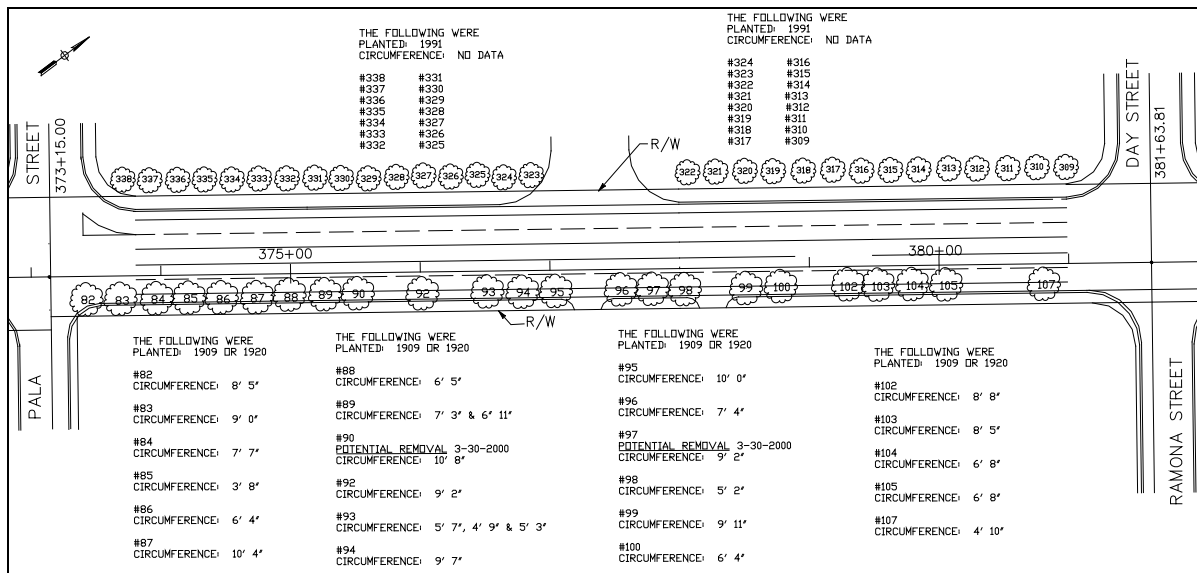 THE FOLLOWING WERE
PLANTED: 1991
CIRCUMFERENCE: NO DATA
#338 #331
#337 #330
#336 #329
#335 #328
#334 #327
#333 #326
#332 #325
THE FOLLOWING WERE
PLANTED: 1991
CIRCUMFERENCE: NO DATA
#324 #316
#323 #315
#322 #314
#321 #313
#320 #312
#319 #311
#318 #310
#317 #309
STREET
373+15.00
R/W
DAY STREET
381+63.81
338 337 336 335 334 333 332 331 330 329 328 327 326 325 324 323 322 321 320 319 318 317 316 315 314 313 312 311 310 309
375+00
380+00
82 83 84 85 86 87 88 89 90 92 93 94 95 96 97 98 99 100 102 103 104 105 107
R/W
PALA
RAMONA STREET
THE FOLLOWING WERE
PLANTED: 1909 OR 1920
#82
CIRCUMFERENCE: 8' 5"
#83
CIRCUMFERENCE: 9' 0"
#84
CIRCUMFERENCE: 7' 7"
#85
CIRCUMFERENCE: 3' 8"
#86
CIRCUMFERENCE: 6' 4"
#87
CIRCUMFERENCE: 10' 4"
THE FOLLOWING WERE
PLANTED: 1909 OR 1920
#88
CIRCUMFERENCE: 6' 5"
#89
CIRCUMFERENCE: 7' 3" & 6' 11"
#90
POTENTIAL REMOVAL 3-30-2000
CIRCUMFERENCE: 10' 8"
#92
CIRCUMFERENCE: 9' 2"
#93
CIRCUMFERENCE: 5' 7", 4' 9" & 5' 3"
#94
CIRCUMFERENCE: 9' 7"
THE FOLLOWING WERE
PLANTED: 1909 OR 1920
#95
CIRCUMFERENCE: 10' 0"
#96
CIRCUMFERENCE: 7' 4"
#97
POTENTIAL REMOVAL 3-30-2000
CIRCUMFERENCE: 9' 2"
#98
CIRCUMFERENCE: 5' 2"
#99
CIRCUMFERENCE: 9' 11"
#100
CIRCUMFERENCE: 6' 4"
THE FOLLOWING WERE
PLANTED: 1909 OR 1920
#102
CIRCUMFERENCE: 8' 8"
#103
CIRCUMFERENCE: 8' 5"
#104
CIRCUMFERENCE: 6' 8"
#105
CIRCUMFERENCE: 6' 8"
#107
CIRCUMFERENCE: 4' 10"